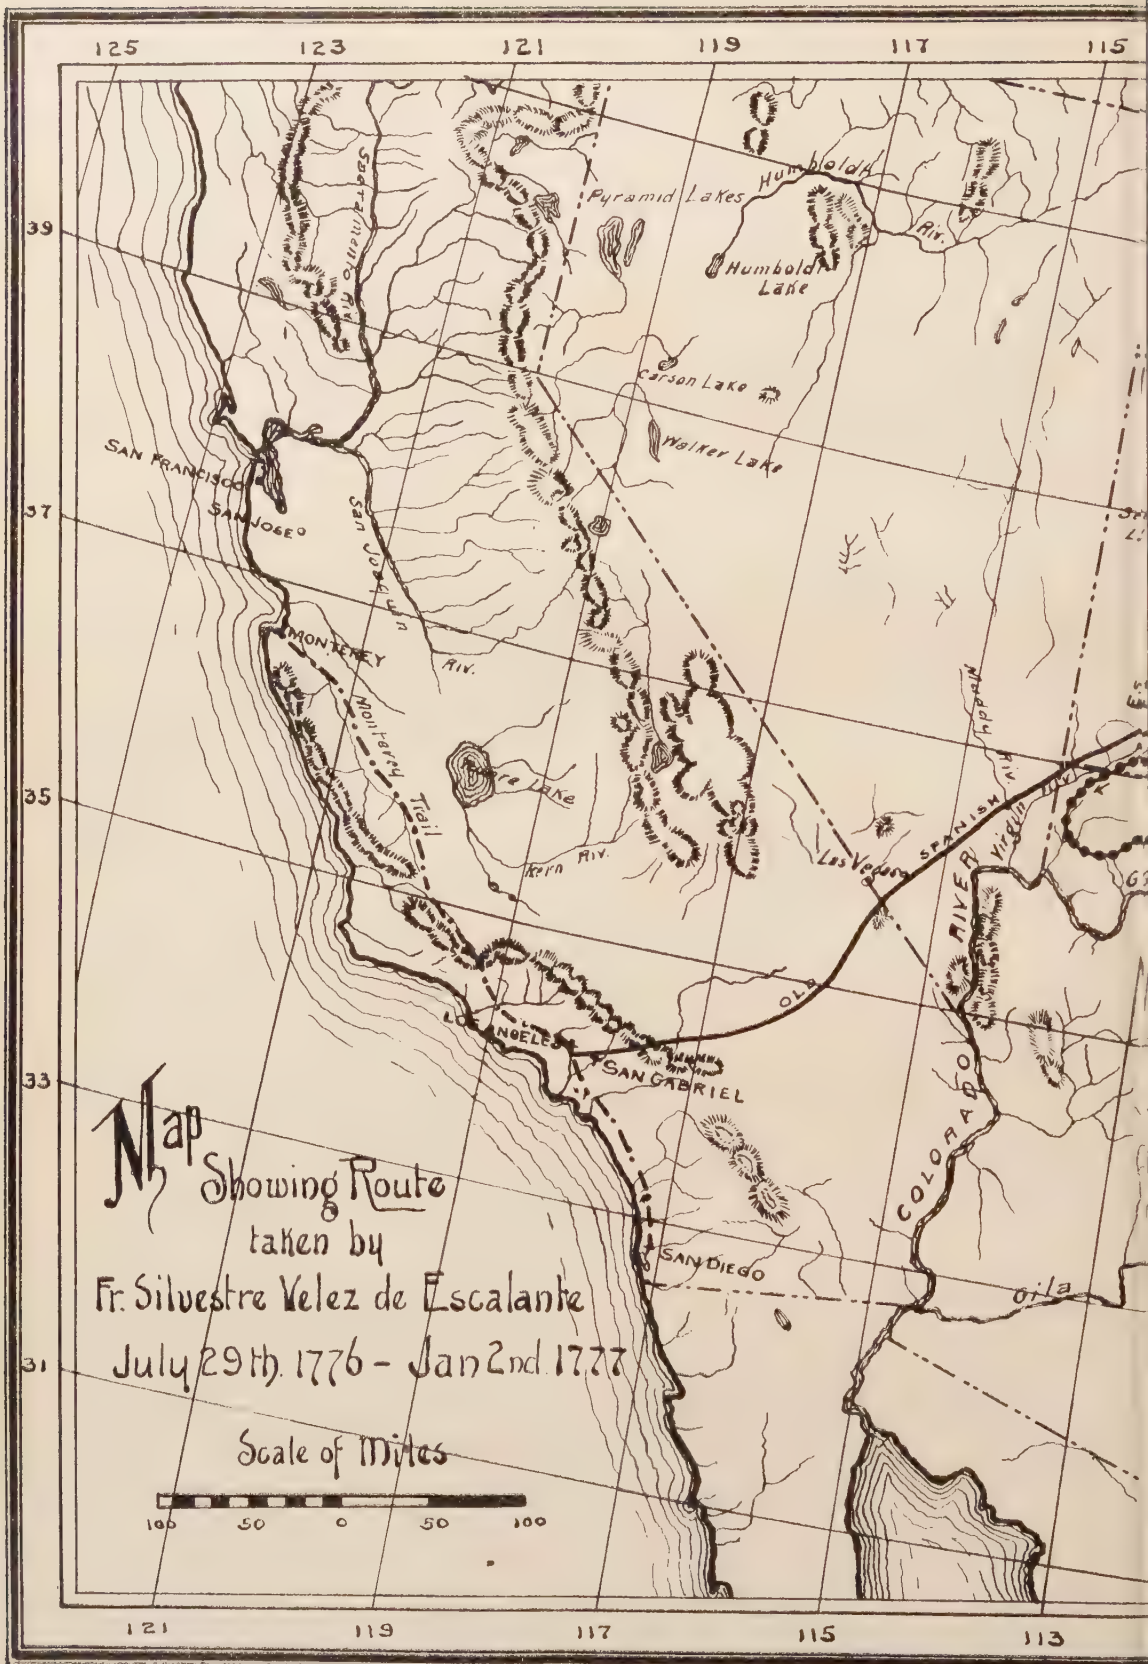 125 123 121 119 117 115
Sacramento Riv.
Pyramid Lakes
Humboldt
Riv.
39
Humboldt
Lake
Carson Lake
Walker Lake
SAN FRANCISCO
SAN JOSE
37
San Joaquin
Riv.
MONTEREY
Monterey
Trail
Muddy
Riv.
35
Lake
Kern Riv.
Las Vegas
OLD SPANISH
Virgin
COLORADO RIVER
LOS ANGELES
SAN GABRIEL
33
Map
Showing Route
taken by
Fr. Silvestre Velez de Escalante
July 29th. 1776 - Jan 2nd. 1777
SAN DIEGO
Gila
31
Scale of Miles
100 50 0 50 100
121 119 117 115 113